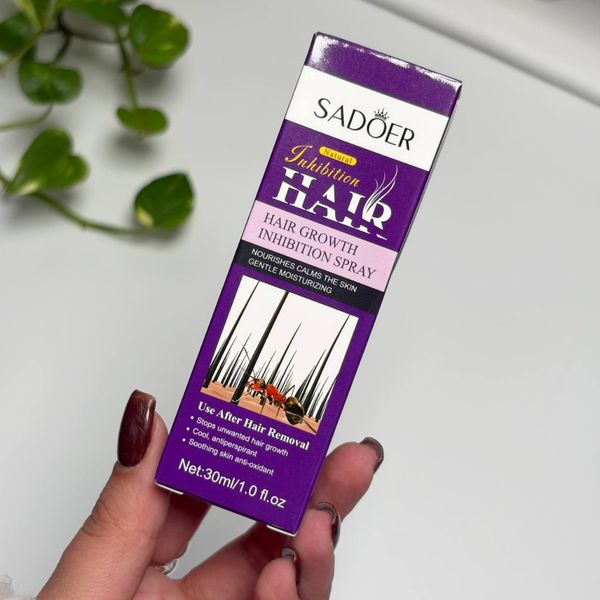 SADOER
Natural
Inhibition
HAIR
HAIR GROWTH
INHIBITION SPRAY
NOURISHES CALMS THE SKIN
GENTLE MOISTURIZING
Use After Hair Removal
• Stops unwanted hair growth
• Cool, antiperspirant
• Soothing skin anti-oxidant
Net:30ml/1.0 fl.oz